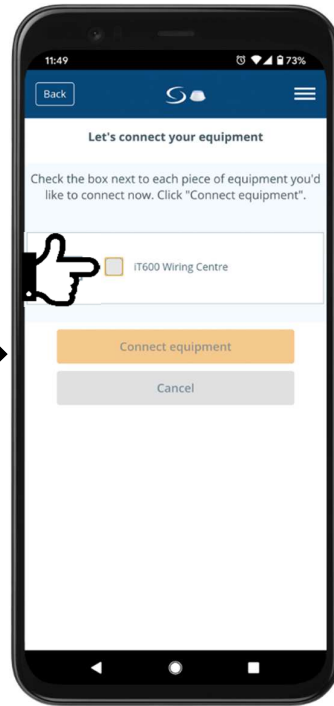 11:49
73%
Back
Let's connect your equipment
Check the box next to each piece of equipment you'd
like to connect now. Click "Connect equipment".
iT600 Wiring Centre
Connect equipment
Cancel